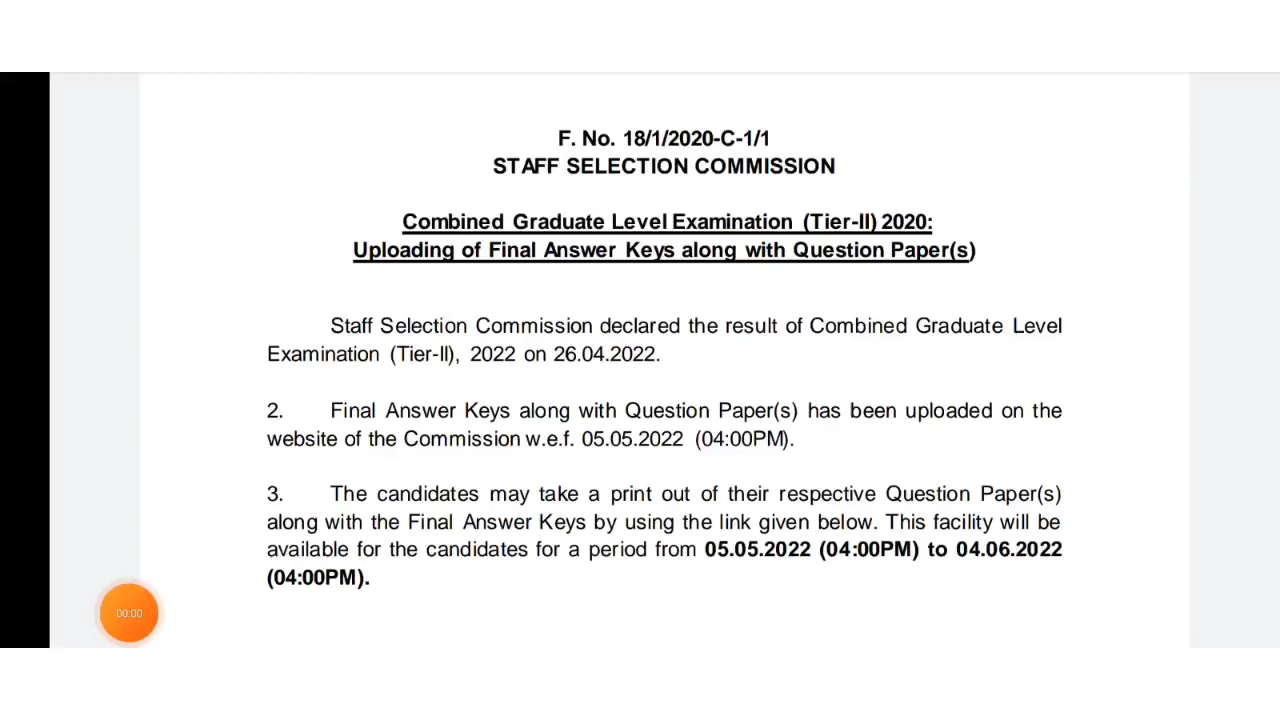 F. No. 18/1/2020-C-1/1
STAFF SELECTION COMMISSION
Combined Graduate Level Examination (Tier-II) 2020:
Uploading of Final Answer Keys along with Question Paper(s)
Staff Selection Commission declared the result of Combined Graduate Level
Examination (Tier-II), 2022 on 26.04.2022.
2. Final Answer Keys along with Question Paper(s) has been uploaded on the
website of the Commission w.e.f. 05.05.2022 (04:00PM).
3. The candidates may take a print out of their respective Question Paper(s)
along with the Final Answer Keys by using the link given below. This facility will be
available for the candidates for a period from 05.05.2022 (04:00PM) to 04.06.2022
(04:00PM).
00:00